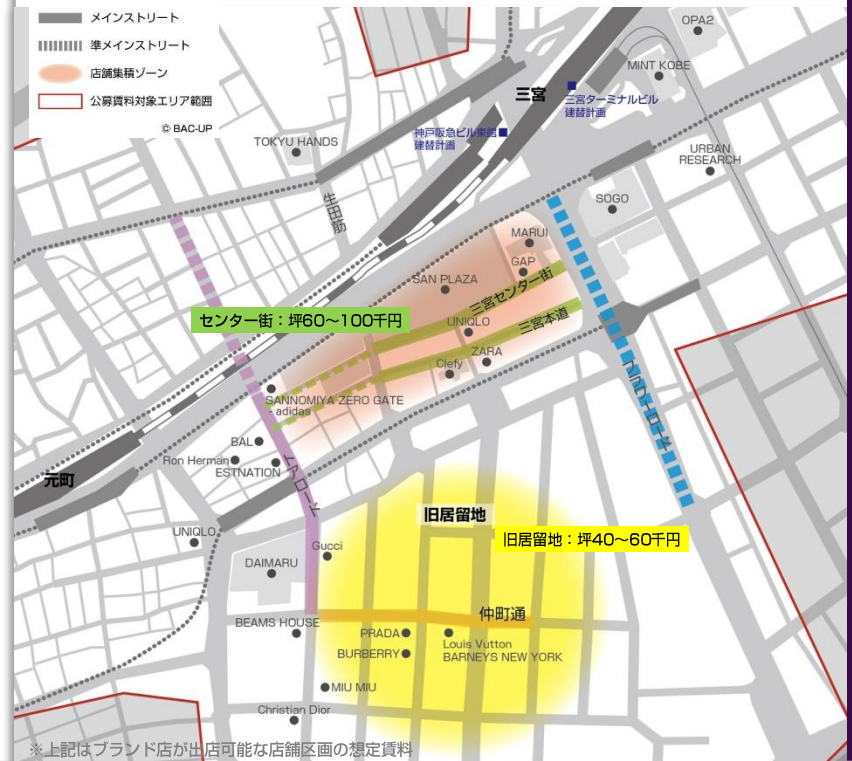 メインストリート
準メインストリート
店舗集積ゾーン
公募賃料対象エリア範囲
© BAC-UP
OPA2
MINT KOBE
三宮
三宮ターミナルビル
建替計画
神戸阪急ビル東館
建替計画
TOKYU HANDS
URBAN
RESEARCH
生田筋
SOGO
MARUI
GAP
SAN PLAZA
三宮センター街
センター街：坪60～100千円
UNIQLO
三宮本道
ZARA
Clefy
フラワーロード
SANNOMIYA ZERO GATE
- adidas
BAL
Ron Herman
ESTNATION
トアロード
元町
旧居留地
UNIQLO
旧居留地：坪40～60千円
Gucci
DAIMARU
仲町通
BEAMS HOUSE
PRADA
Louis Vutton
BURBERRY
BARNEYS NEW YORK
MIU MIU
Christian Dior
※上記はブランド店が出店可能な店舗区画の想定賃料